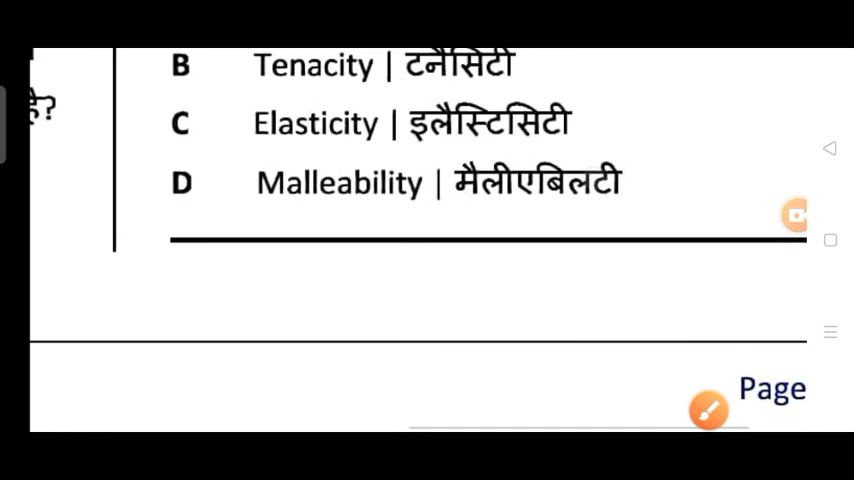 B Tenacity | टनैसिटी
है?
C Elasticity | इलैस्टिसिटी
D Malleability | मैलीएबिलटी
Page